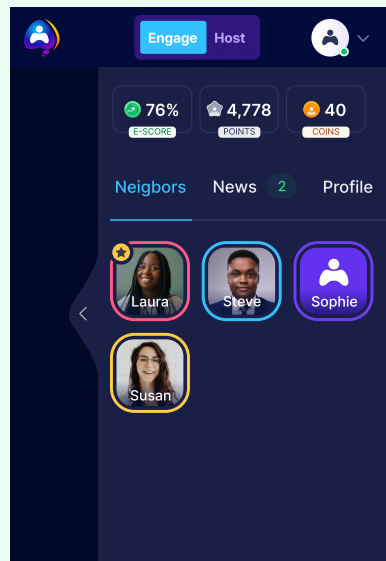 Engage Host
76% 4,778 40
E-SCORE POINTS COINS
Neigbors News 2 Profile
Laura Steve Sophie
Susan